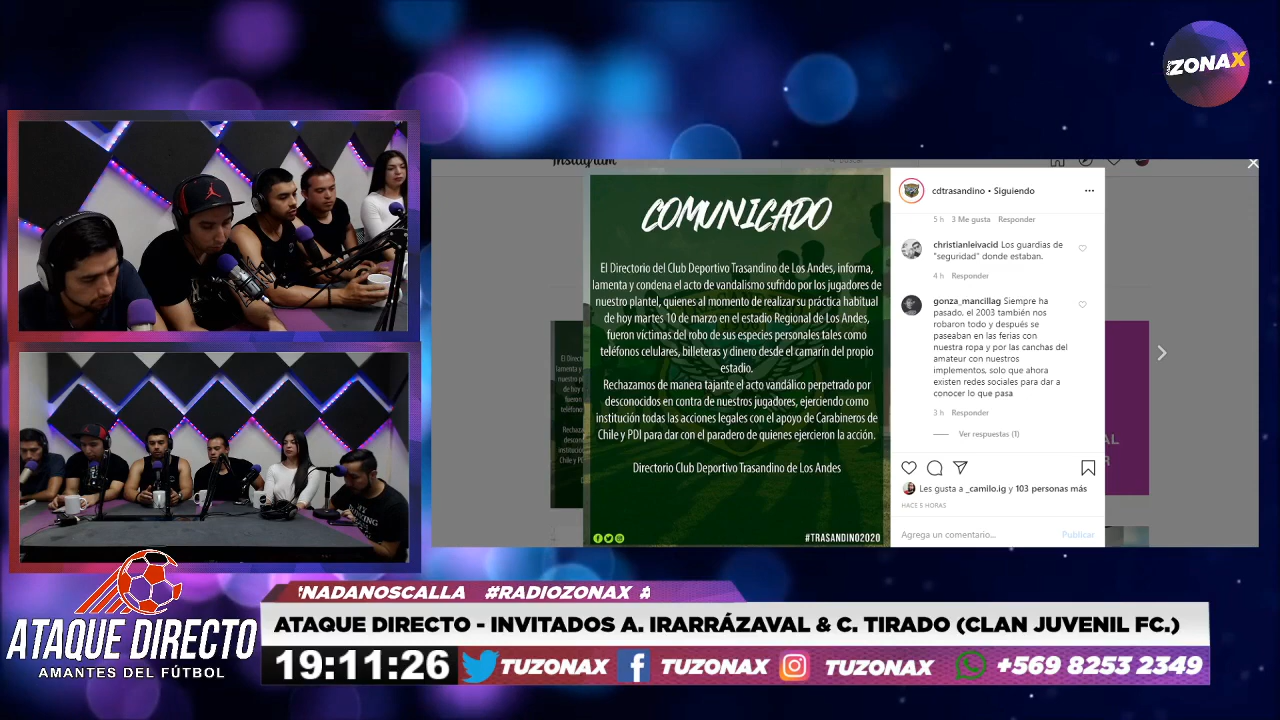 ZONAX
Instagram
Buscar
COMUNICADO
El Directorio del Club Deportivo Trasandino de Los Andes, informa,
lamenta y condena el acto de vandalismo sufrido por los jugadores de
nuestro plantel, quienes al momento de realizar su práctica habitual
de hoy martes 10 de marzo en el estadio Regional de Los Andes,
fueron víctimas del robo de sus especies personales tales como
teléfonos celulares, billeteras y dinero desde el camarín del propio
estadio.
Rechazamos de manera tajante el acto vandálico perpetrado por
desconocidos en contra de nuestros jugadores, ejerciendo como
institución todas las acciones legales con el apoyo de Carabineros de
Chile y PDI para dar con el paradero de quienes ejercieron la acción.
Directorio Club Deportivo Trasandino de Los Andes
#TRASANDINO2020
cdtrasandino • Siguiendo
5 h 3 Me gusta Responder
christianleivacid Los guardias de
"seguridad" donde estaban.
4 h Responder
gonza_mancillag Siempre ha
pasado, el 2003 también nos
robaron todo y después se
paseaban en las ferias con
nuestra ropa y por las canchas del
amateur con nuestros
implementos, solo que ahora
existen redes sociales para dar a
conocer lo que pasa
3 h Responder
Ver respuestas (1)
Les gusta a _camilo.ig y 103 personas más
HACE 5 HORAS
Agrega un comentario...
Publicar
NADANOSCALLA #RADIOZONAX #
ATAQUE DIRECTO
AMANTES DEL FÚTBOL
ATAQUE DIRECTO - INVITADOS A. IRARRÁZAVAL & C. TIRADO (CLAN JUVENIL FC.)
19:11:26 TUZONAX TUZONAX TUZONAX +569 8253 2349